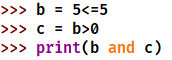 >>> b = 5<=5
>>> c = b>0
>>> print(b and c)